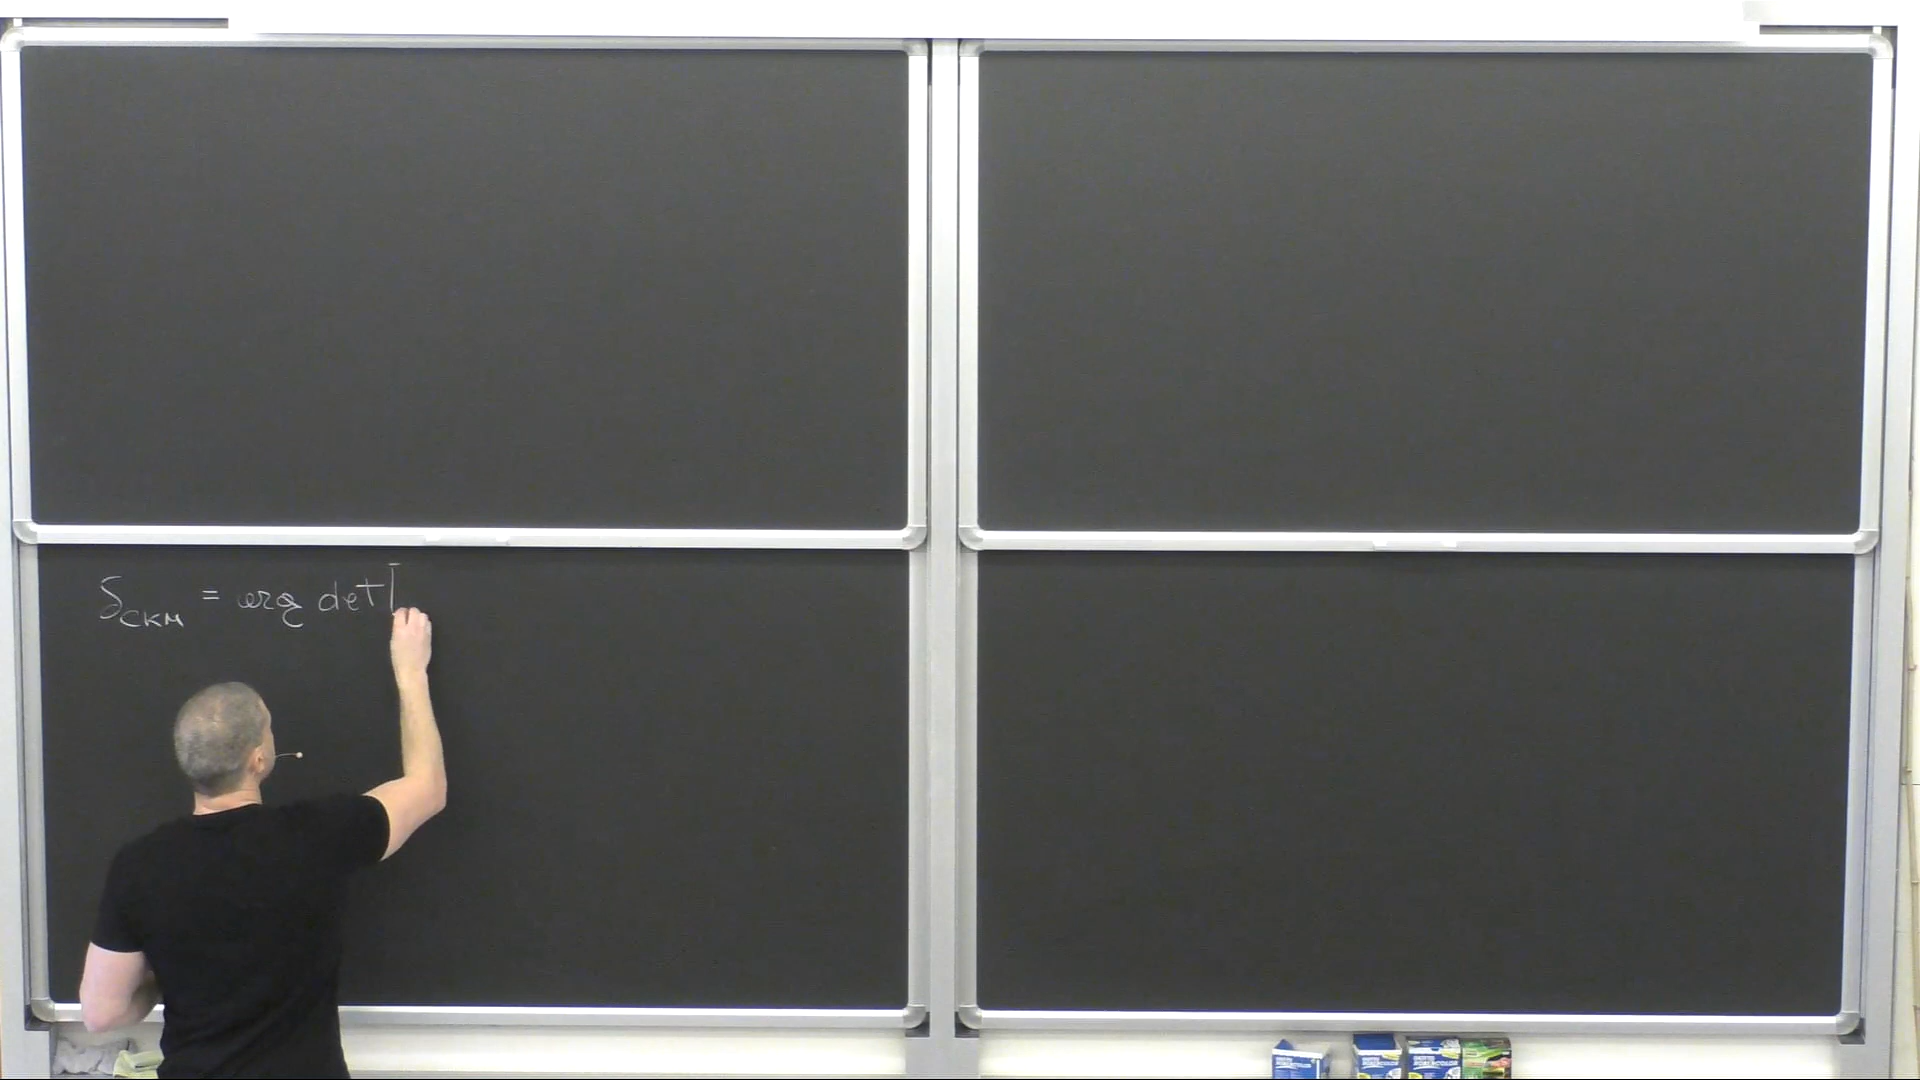 δ_CKM = arg det [